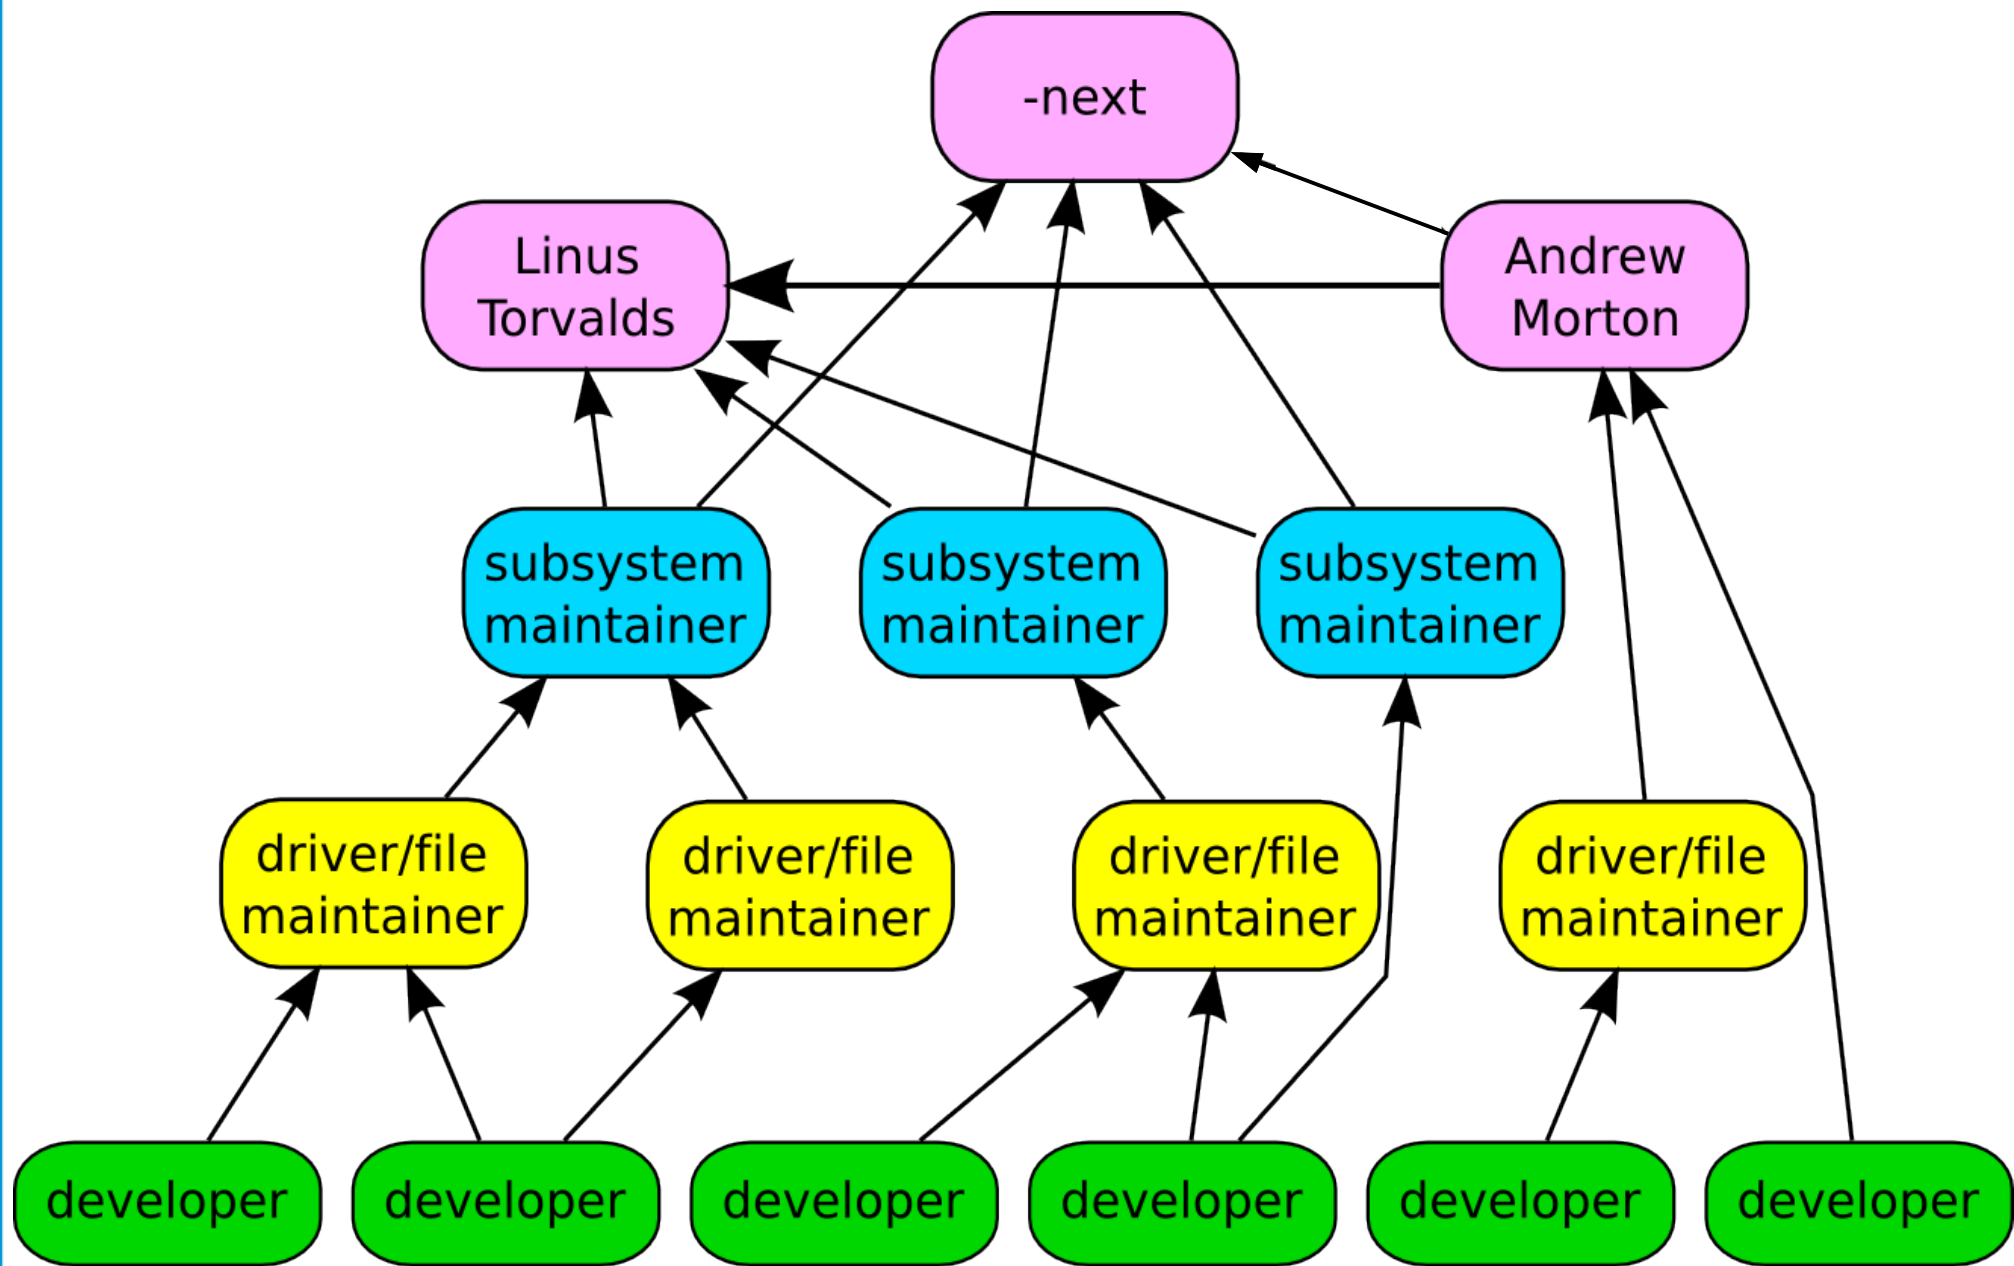 -next
Linus
Torvalds
Andrew
Morton
subsystem
maintainer
subsystem
maintainer
subsystem
maintainer
driver/file
maintainer
driver/file
maintainer
driver/file
maintainer
driver/file
maintainer
developer
developer
developer
developer
developer
developer